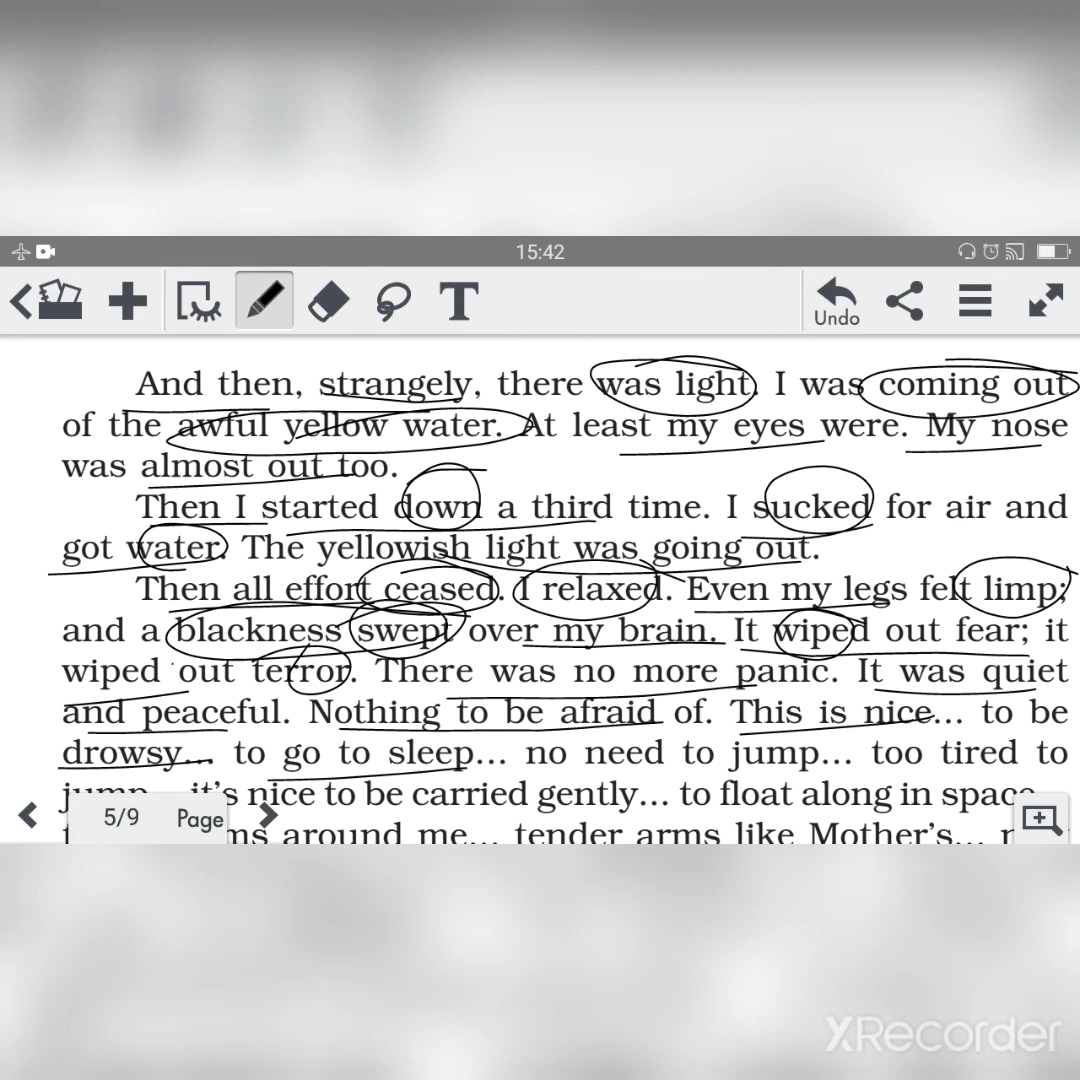 15:42
Undo
And then, strangely, there was light. I was coming out
of the awful yellow water. At least my eyes were. My nose
was almost out too.
Then I started down a third time. I sucked for air and
got water. The yellowish light was going out.
Then all effort ceased. I relaxed. Even my legs felt limp;
and a blackness swept over my brain. It wiped out fear; it
wiped out terror. There was no more panic. It was quiet
and peaceful. Nothing to be afraid of. This is nice... to be
drowsy... to go to sleep... no need to jump... too tired to
jump... it's nice to be carried gently... to float along in space...
around me... tender arms like Mother's...
5/9 Page
XRecorder